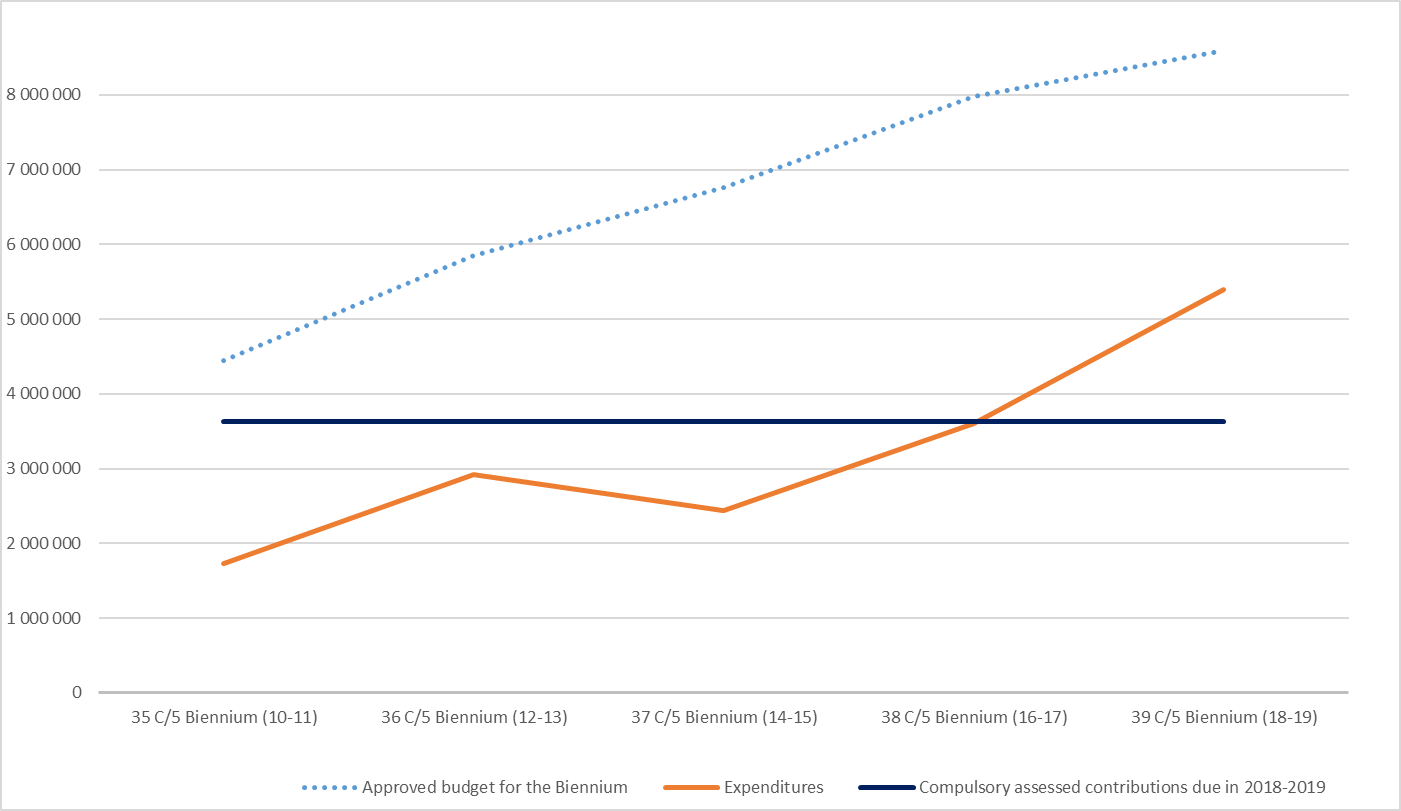 8 000 000
7 000 000
6 000 000
5 000 000
4 000 000
3 000 000
2 000 000
1 000 000
0
35 C/5 Biennium (10-11) 36 C/5 Biennium (12-13) 37 C/5 Biennium (14-15) 38 C/5 Biennium (16-17) 39 C/5 Biennium (18-19)
Approved budget for the Biennium Expenditures Compulsory assessed contributions due in 2018-2019